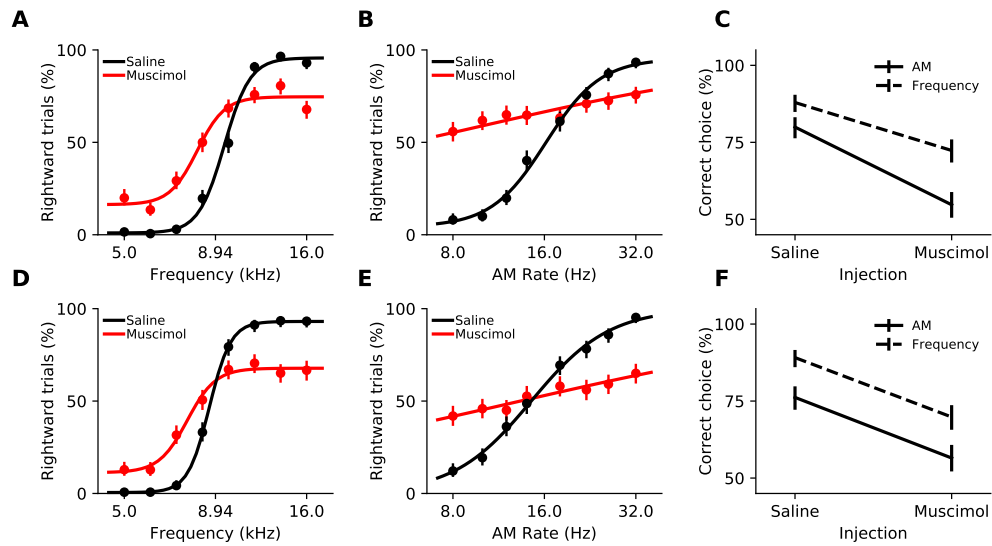 A
Rightward trials (%)
100
50
0
Saline
Muscimol
5.0 8.94 16.0
Frequency (kHz)
B
Rightward trials (%)
100
50
0
Saline
Muscimol
8.0 16.0 32.0
AM Rate (Hz)
C
Correct choice (%)
100
75
50
AM
Frequency
Saline Muscimol
Injection
D
Rightward trials (%)
100
50
0
Saline
Muscimol
5.0 8.94 16.0
Frequency (kHz)
E
Rightward trials (%)
100
50
0
Saline
Muscimol
8.0 16.0 32.0
AM Rate (Hz)
F
Correct choice (%)
100
75
50
AM
Frequency
Saline Muscimol
Injection